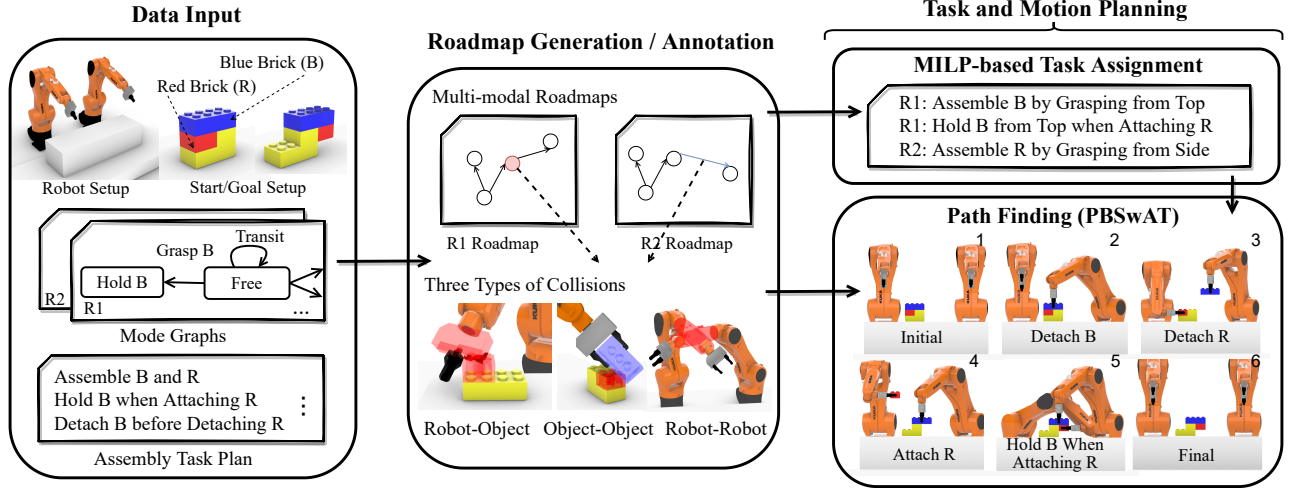 Data Input
Blue Brick (B)
Red Brick (R)
Robot Setup
Start/Goal Setup
Transit
Grasp B
Hold B
Free
R2
R1
...
Mode Graphs
Assemble B and R
Hold B when Attaching R
Detach B before Detaching R
Assembly Task Plan
Roadmap Generation / Annotation
Multi-modal Roadmaps
R1 Roadmap
R2 Roadmap
Three Types of Collisions
Robot-Object
Object-Object
Robot-Robot
Task and Motion Planning
MILP-based Task Assignment
R1: Assemble B by Grasping from Top
R1: Hold B from Top when Attaching R
R2: Assemble R by Grasping from Side
Path Finding (PBSwAT)
1
Initial
2
Detach B
3
Detach R
4
Attach R
5
Hold B When
Attaching R
6
Final